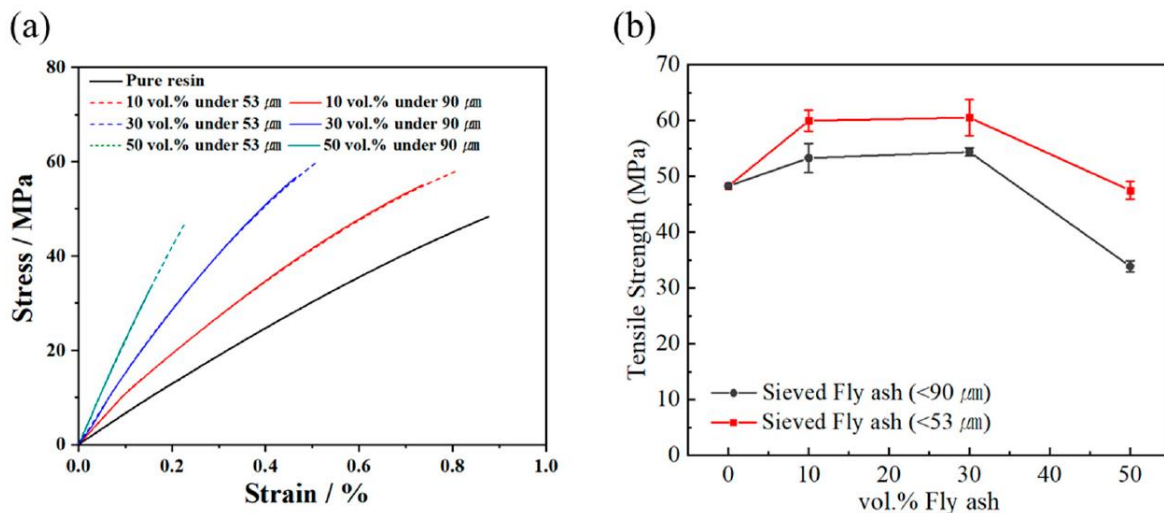 (a)
80
60
40
20
0
Stress / MPa
Pure resin
10 vol.% under 53 ㎛ 10 vol.% under 90 ㎛
30 vol.% under 53 ㎛ 30 vol.% under 90 ㎛
50 vol.% under 53 ㎛ 50 vol.% under 90 ㎛
0.0 0.2 0.4 0.6 0.8 1.0
Strain / %
(b)
70
60
50
40
30
20
10
0
Tensile Strength (MPa)
Sieved Fly ash (<90 ㎛)
Sieved Fly ash (<53 ㎛)
0 10 20 30 40 50
vol.% Fly ash